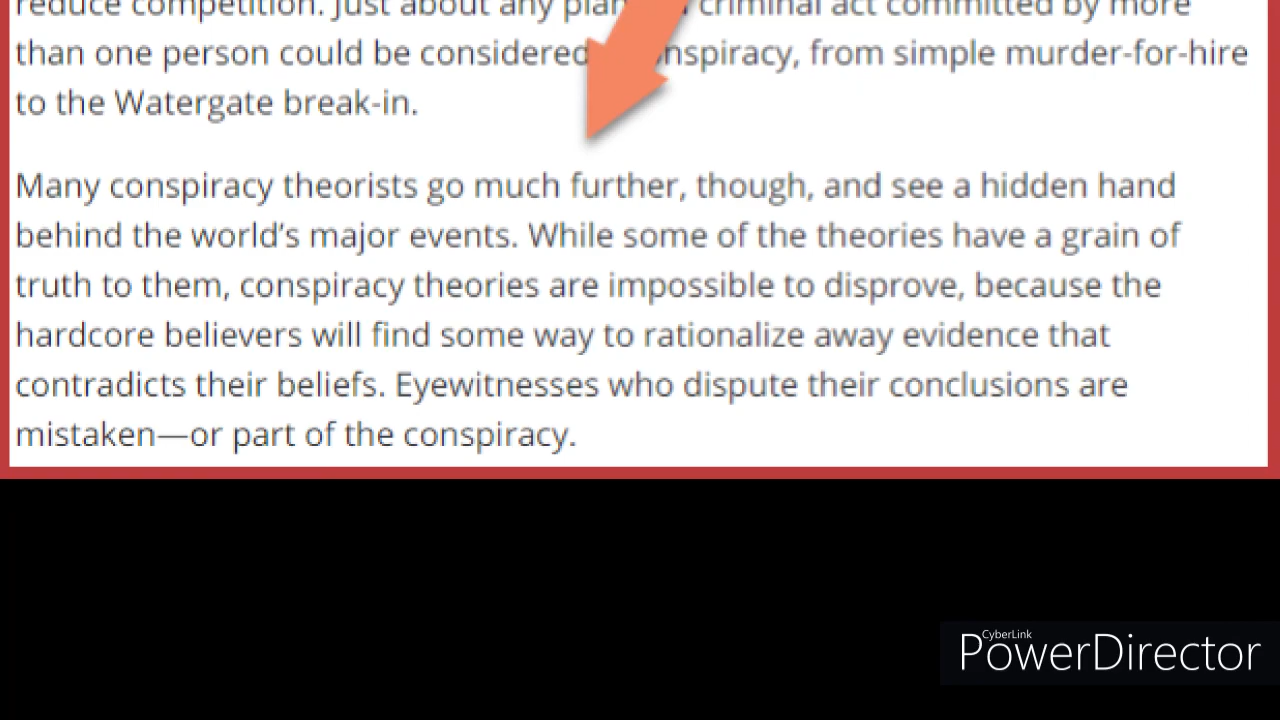 reduce competition. Just about any criminal act committed by more
than one person could be considered nspiracy, from simple murder-for-hire
to the Watergate break-in.
Many conspiracy theorists go much further, though, and see a hidden hand
behind the world's major events. While some of the theories have a grain of
truth to them, conspiracy theories are impossible to disprove, because the
hardcore believers will find some way to rationalize away evidence that
contradicts their beliefs. Eyewitnesses who dispute their conclusions are
mistaken—or part of the conspiracy.
CyberLink
PowerDirector